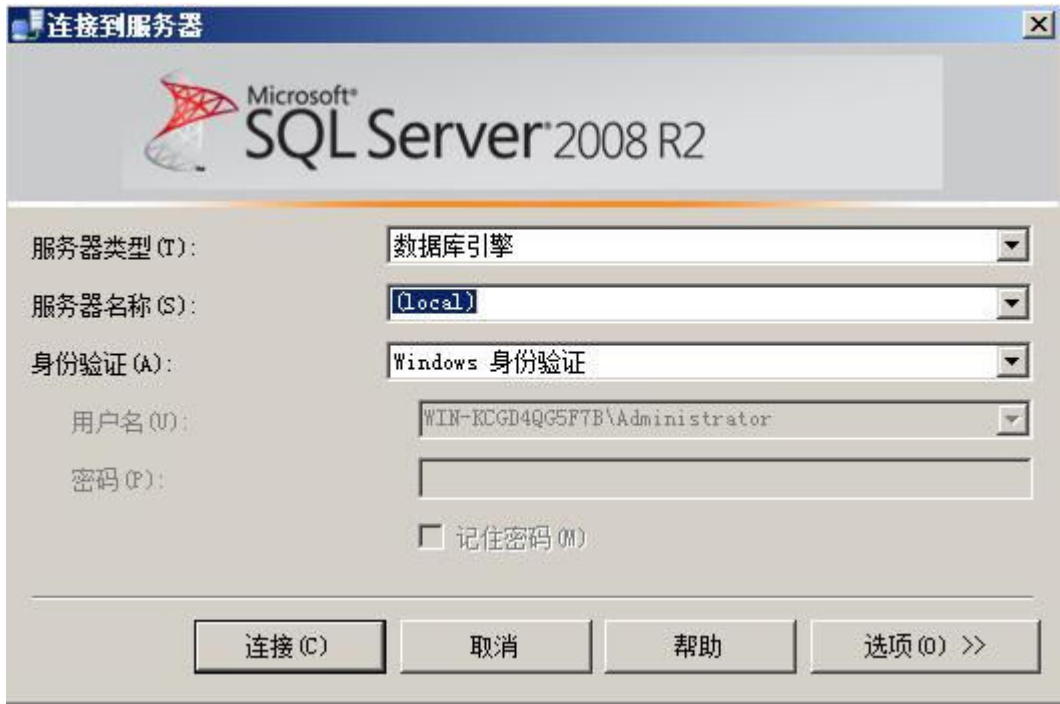 连接到服务器
Microsoft®
SQL Server® 2008 R2
服务器类型(T): 数据库引擎
服务器名称(S): (local)
身份验证(A): Windows 身份验证
用户名(U): WIN-KCGD4QG5F7B\Administrator
密码(P):
记住密码(M)
连接(C) 取消 帮助 选项(O) >>